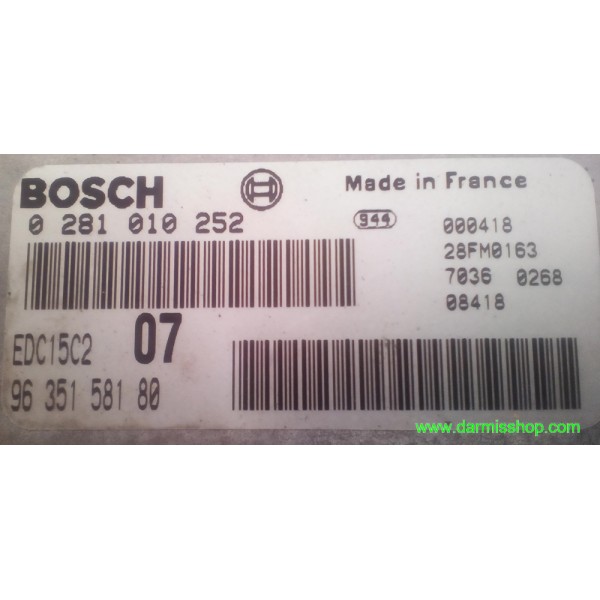 BOSCH Made in France
0 281 010 252 944 000418
28FM0163
7036 0268
08418
EDC15C2 07
96 351 581 80
www.darmisshop.com